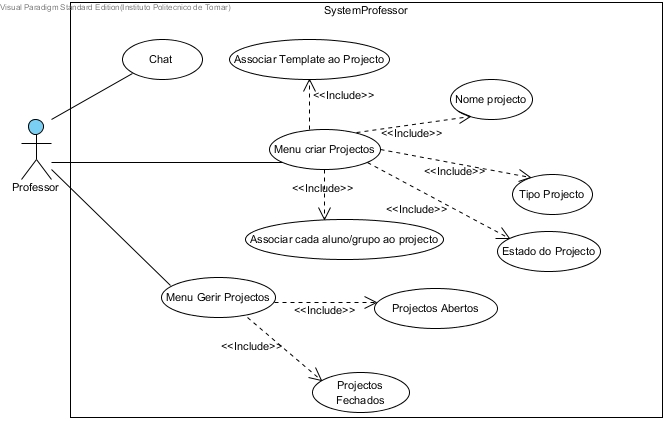 Visual Paradigm Standard Edition(Instituto Politecnico de Tomar)
SystemProfessor
Chat
Associar Template ao Projecto
<<Include>>
Nome projecto
<<Include>>
Menu criar Projectos
<<Include>>
Professor
<<Include>>
Tipo Projecto
<<Include>>
Associar cada aluno/grupo ao projecto
Estado do Projecto
Menu Gerir Projectos
<<Include>>
Projectos Abertos
<<Include>>
Projectos
Fechados